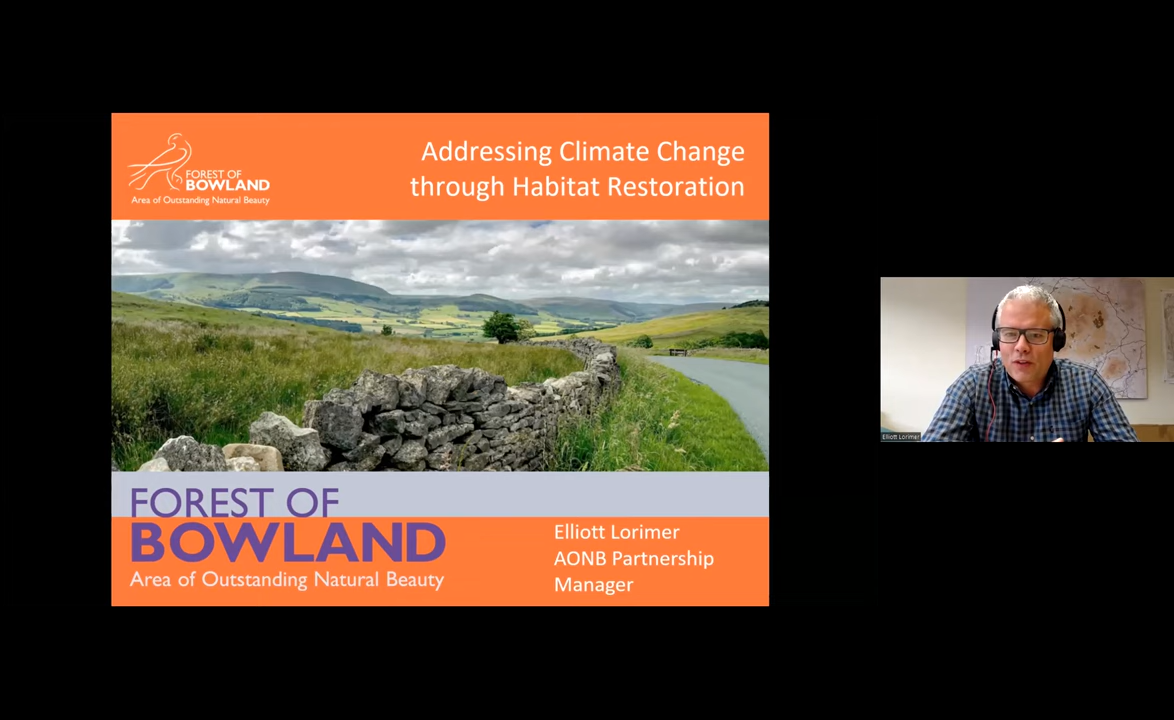 FOREST OF
BOWLAND
Area of Outstanding Natural Beauty
Addressing Climate Change
through Habitat Restoration
FOREST OF
BOWLAND
Area of Outstanding Natural Beauty
Elliott Lorimer
AONB Partnership
Manager
Elliott Lorimer